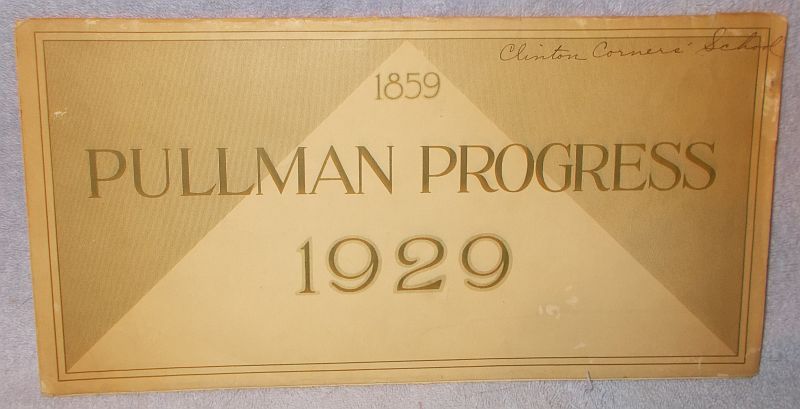 Clinton Corners' School
1859
PULLMAN PROGRESS
1929